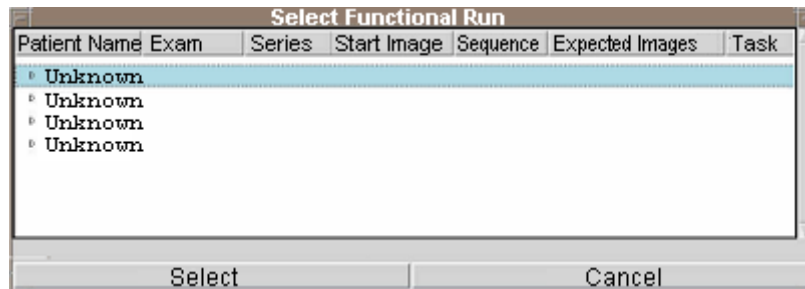 Select Functional Run
Patient Name Exam Series Start Image Sequence Expected Images Task
Unknown
Unknown
Unknown
Unknown
Select Cancel